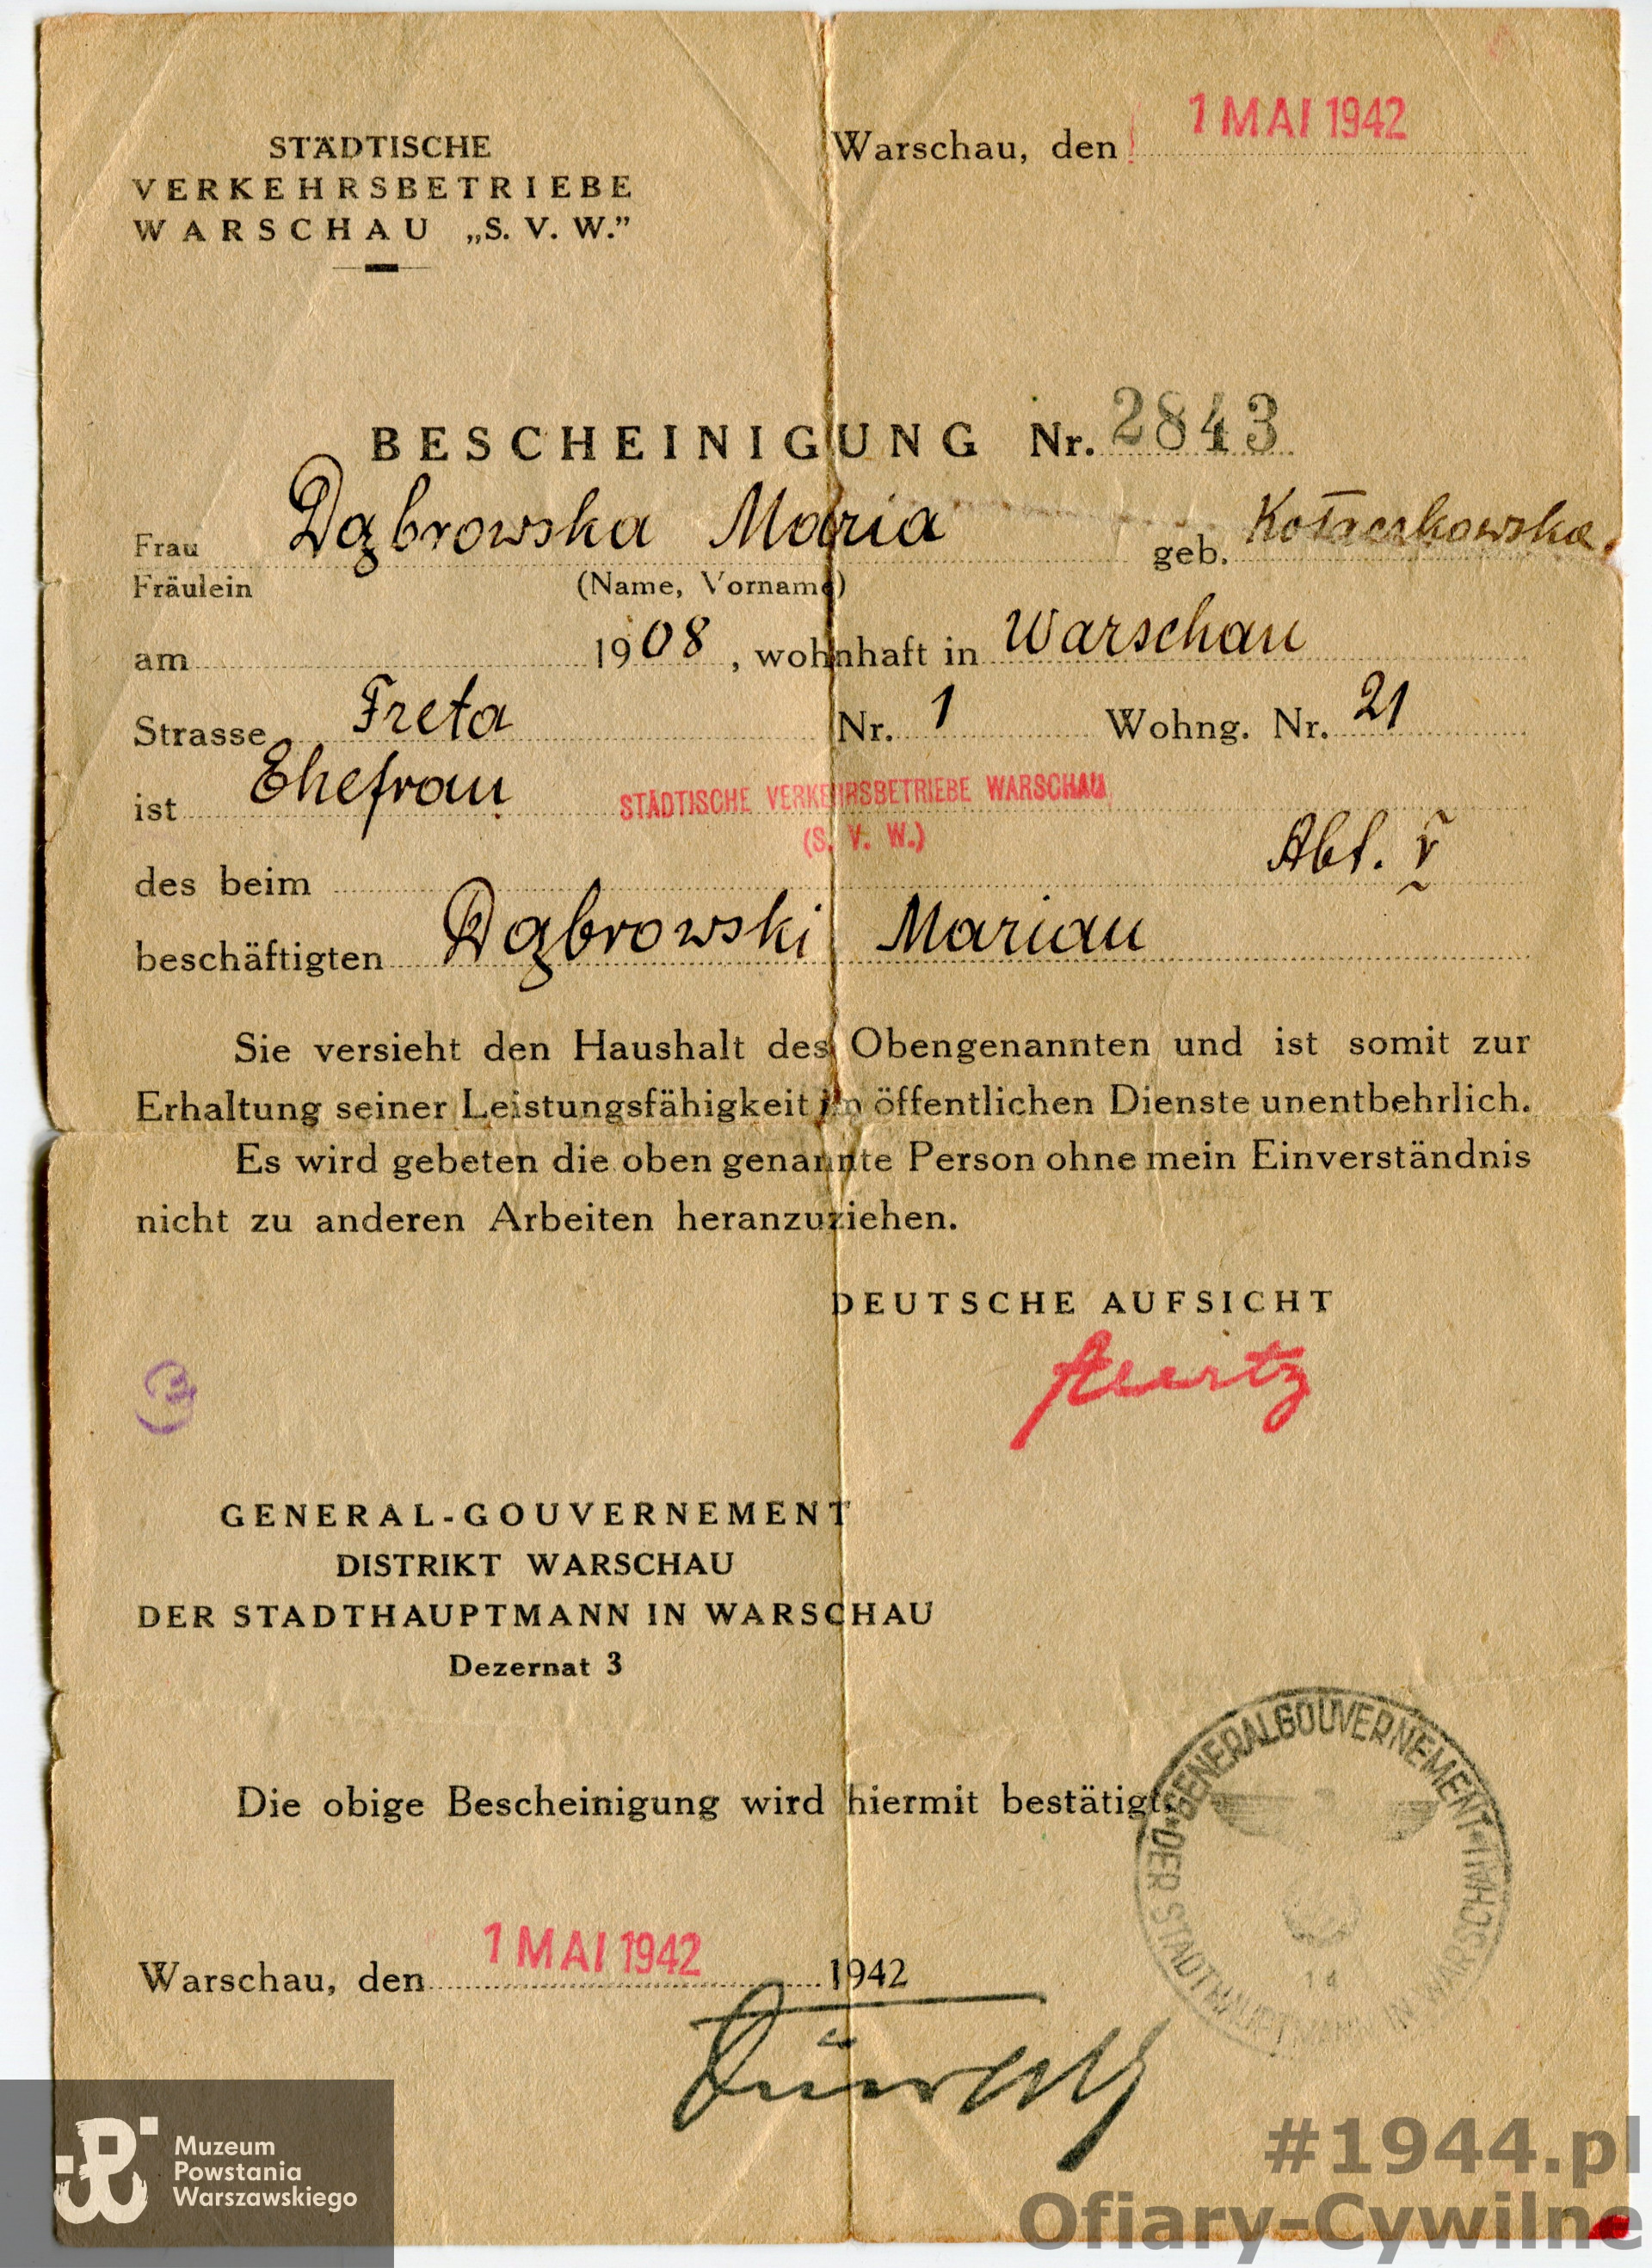 STÄDTISCHE
VERKEHRSBETRIEBE
WARSCHAU „S. V. W.”
Warschau, den 1 MAI 1942
BESCHEINIGUNG Nr. 2843
Frau Dąbrowska Maria geb. Kołaczkowska
Fräulein (Name, Vorname)
am 1908, wohnhaft in Warschau
Strasse Freta Nr. 1 Wohng. Nr. 21
ist Ehefrau STÄDTISCHE VERKEHRSBETRIEBE WARSCHAU
(S. V. W.)
des beim Abt. V
beschäftigten Dąbrowski Marian
Sie versieht den Haushalt des Obengenannten und ist somit zur
Erhaltung seiner Leistungsfähigkeit im öffentlichen Dienste unentbehrlich.
Es wird gebeten die oben genannte Person ohne mein Einverständnis
nicht zu anderen Arbeiten heranzuziehen.
DEUTSCHE AUFSICHT
GENERAL-GOUVERNEMENT
DISTRIKT WARSCHAU
DER STADTHAUPTMANN IN WARSCHAU
Dezernat 3
Die obige Bescheinigung wird hiermit bestätigt.
GENERALGOUVERNEMENT
DER STADTHAUPTMANN IN WARSCHAU
14
Warschau, den 1 MAI 1942 1942
Muzeum
Powstania
Warszawskiego
#1944.pl
Ofiary-Cywilne